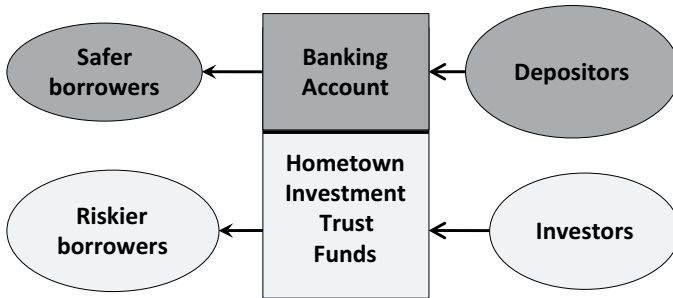 Safer
borrowers
Banking
Account
Depositors
Riskier
borrowers
Hometown
Investment
Trust
Funds
Investors